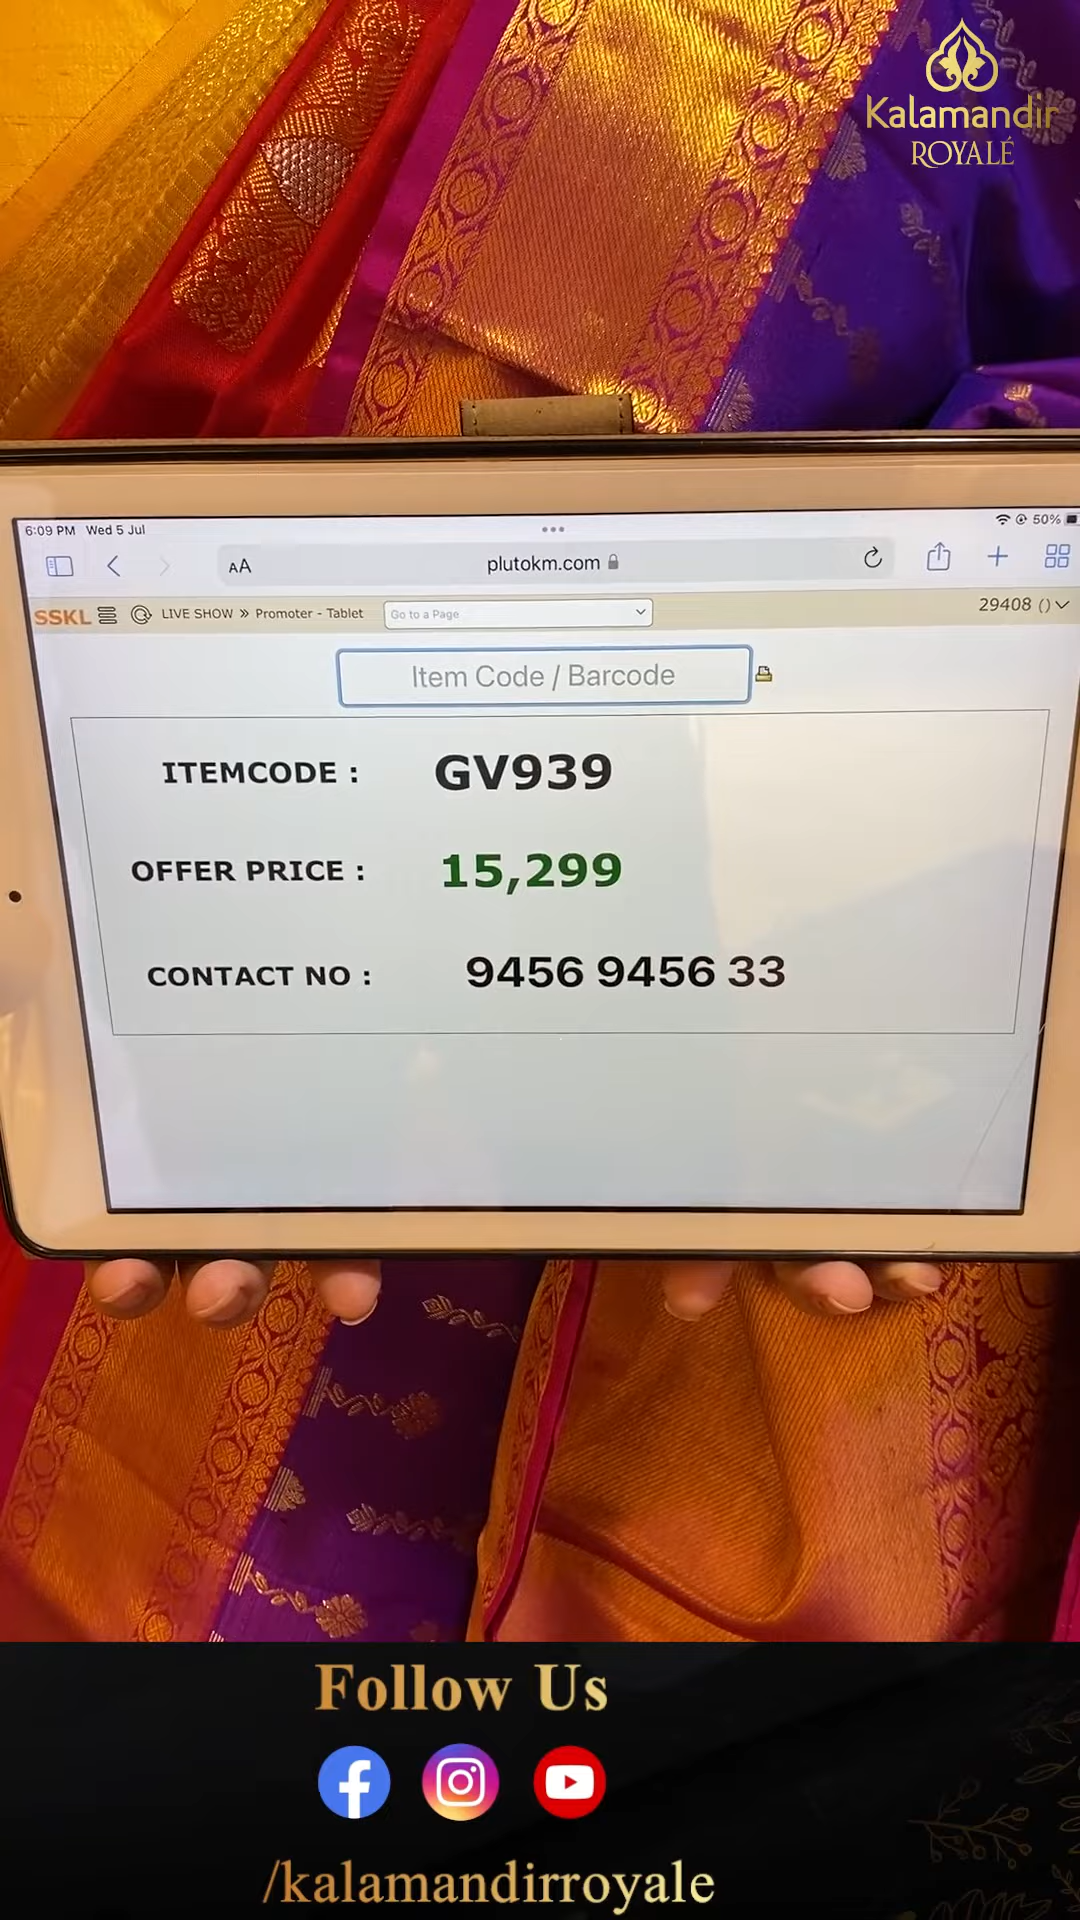 Kalamandir
ROYALÉ
6:09 PM Wed 5 Jul
50%
AA
plutokm.com
SSKL
LIVE SHOW » Promoter - Tablet
Go to a Page
29408 ()
Item Code / Barcode
ITEMCODE : GV939
OFFER PRICE : 15,299
CONTACT NO : 9456 9456 33
Follow Us
/kalamandirroyale